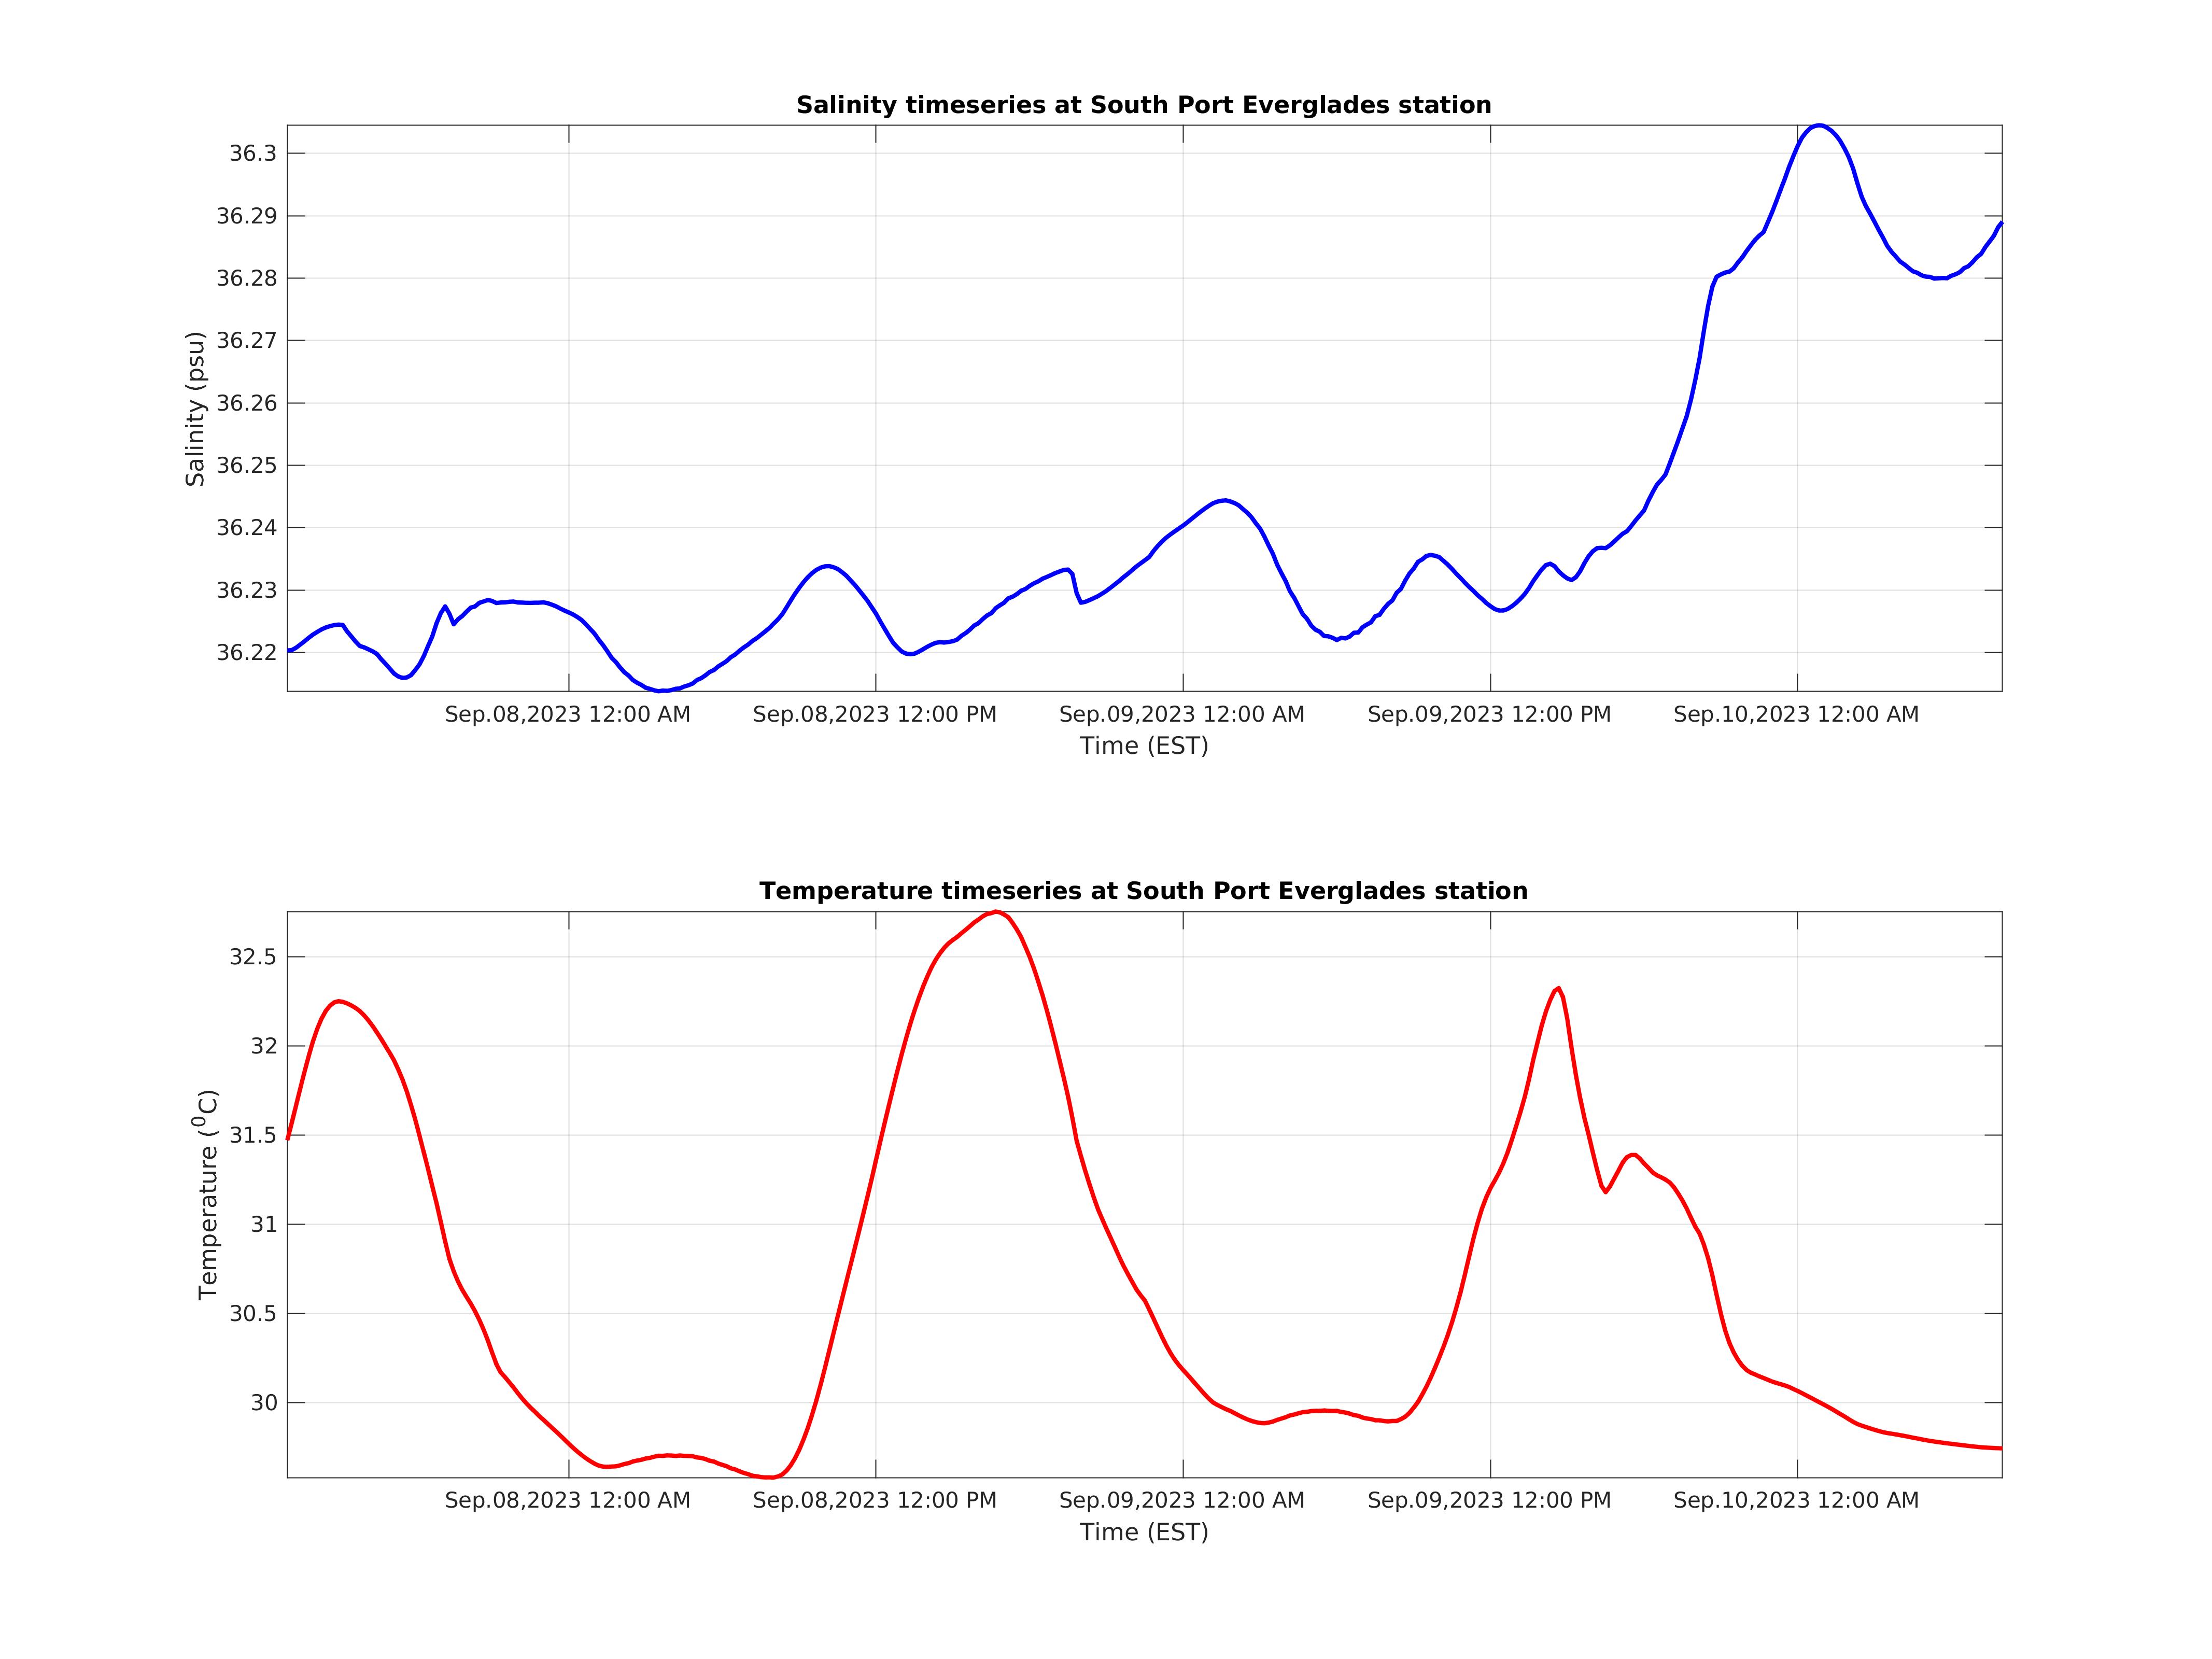 Salinity timeseries at South Port Everglades station
36.3
36.29
36.28
36.27
36.26
36.25
36.24
36.23
36.22
Salinity (psu)
Sep.08,2023 12:00 AM Sep.08,2023 12:00 PM Sep.09,2023 12:00 AM Sep.09,2023 12:00 PM Sep.10,2023 12:00 AM
Time (EST)
Temperature timeseries at South Port Everglades station
32.5
32
31.5
31
30.5
30
Temperature (⁰C)
Sep.08,2023 12:00 AM Sep.08,2023 12:00 PM Sep.09,2023 12:00 AM Sep.09,2023 12:00 PM Sep.10,2023 12:00 AM
Time (EST)